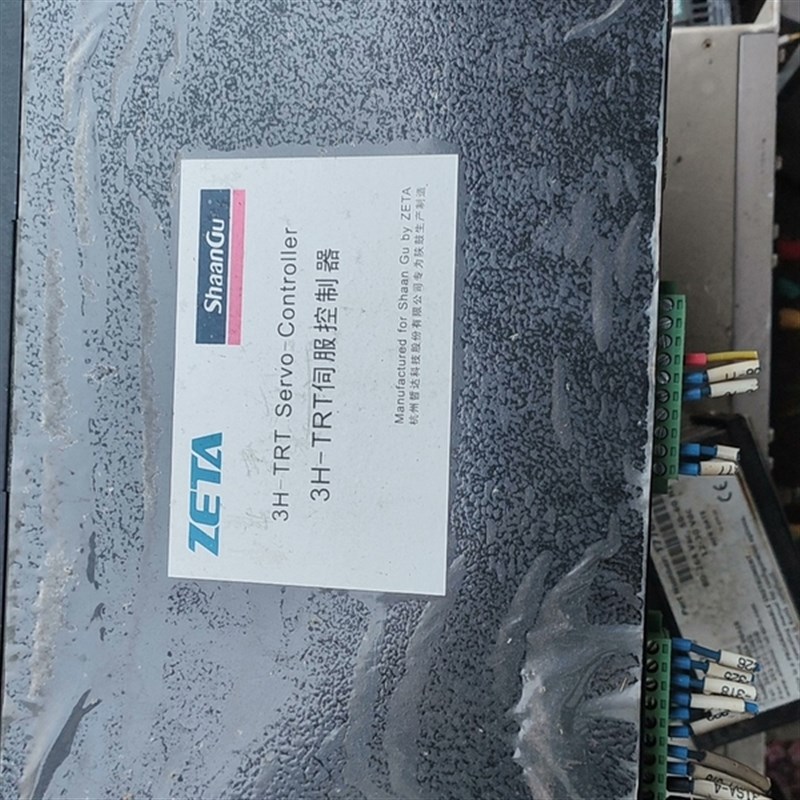 ZETA
ShaanGu
3H-TRT Servo-Controller
3H-TRT伺服控制器
Manufactured for Shaan Gu by ZETA
杭州哲达科技股份有限公司专为陕鼓生产制造。